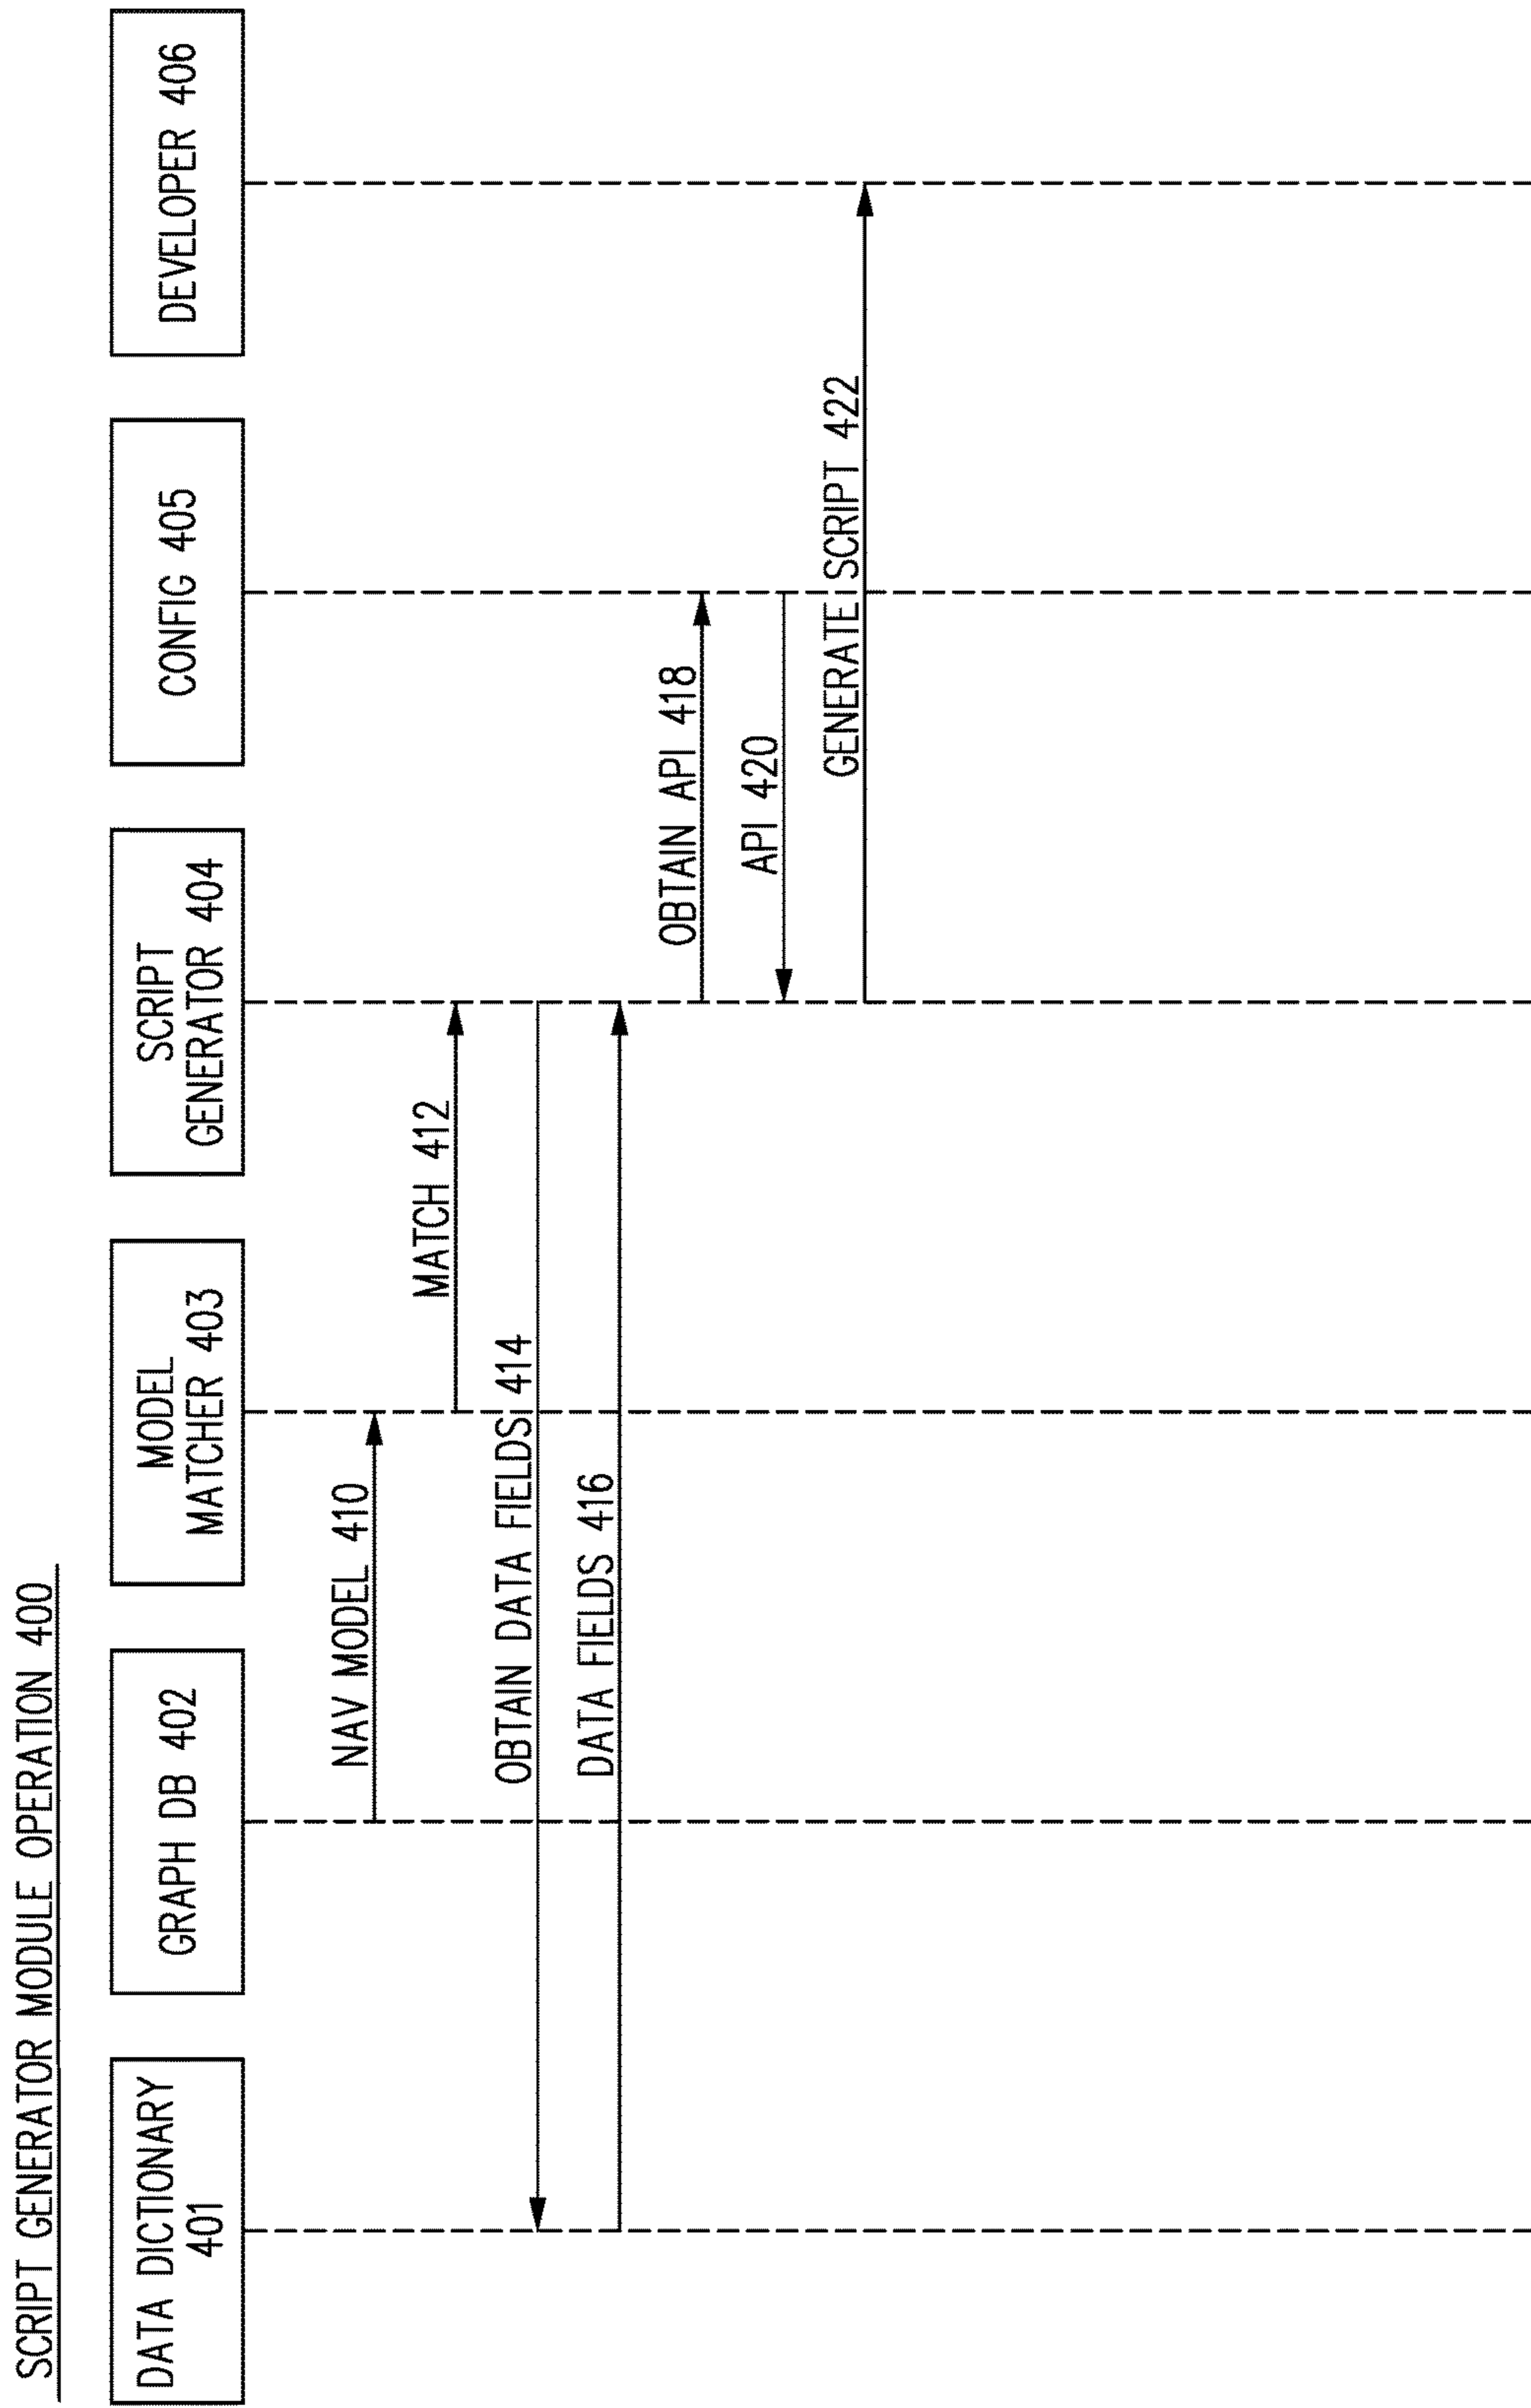 SCRIPT GENERATOR MODULE OPERATION 400
DATA DICTIONARY
401
GRAPH DB 402
MODEL
MATCHER 403
SCRIPT
GENERATOR 404
CONFIG 405
DEVELOPER 406
NAV MODEL 410
MATCH 412
OBTAIN DATA FIELDS 414
DATA FIELDS 416
OBTAIN API 418
API 420
GENERATE SCRIPT 422